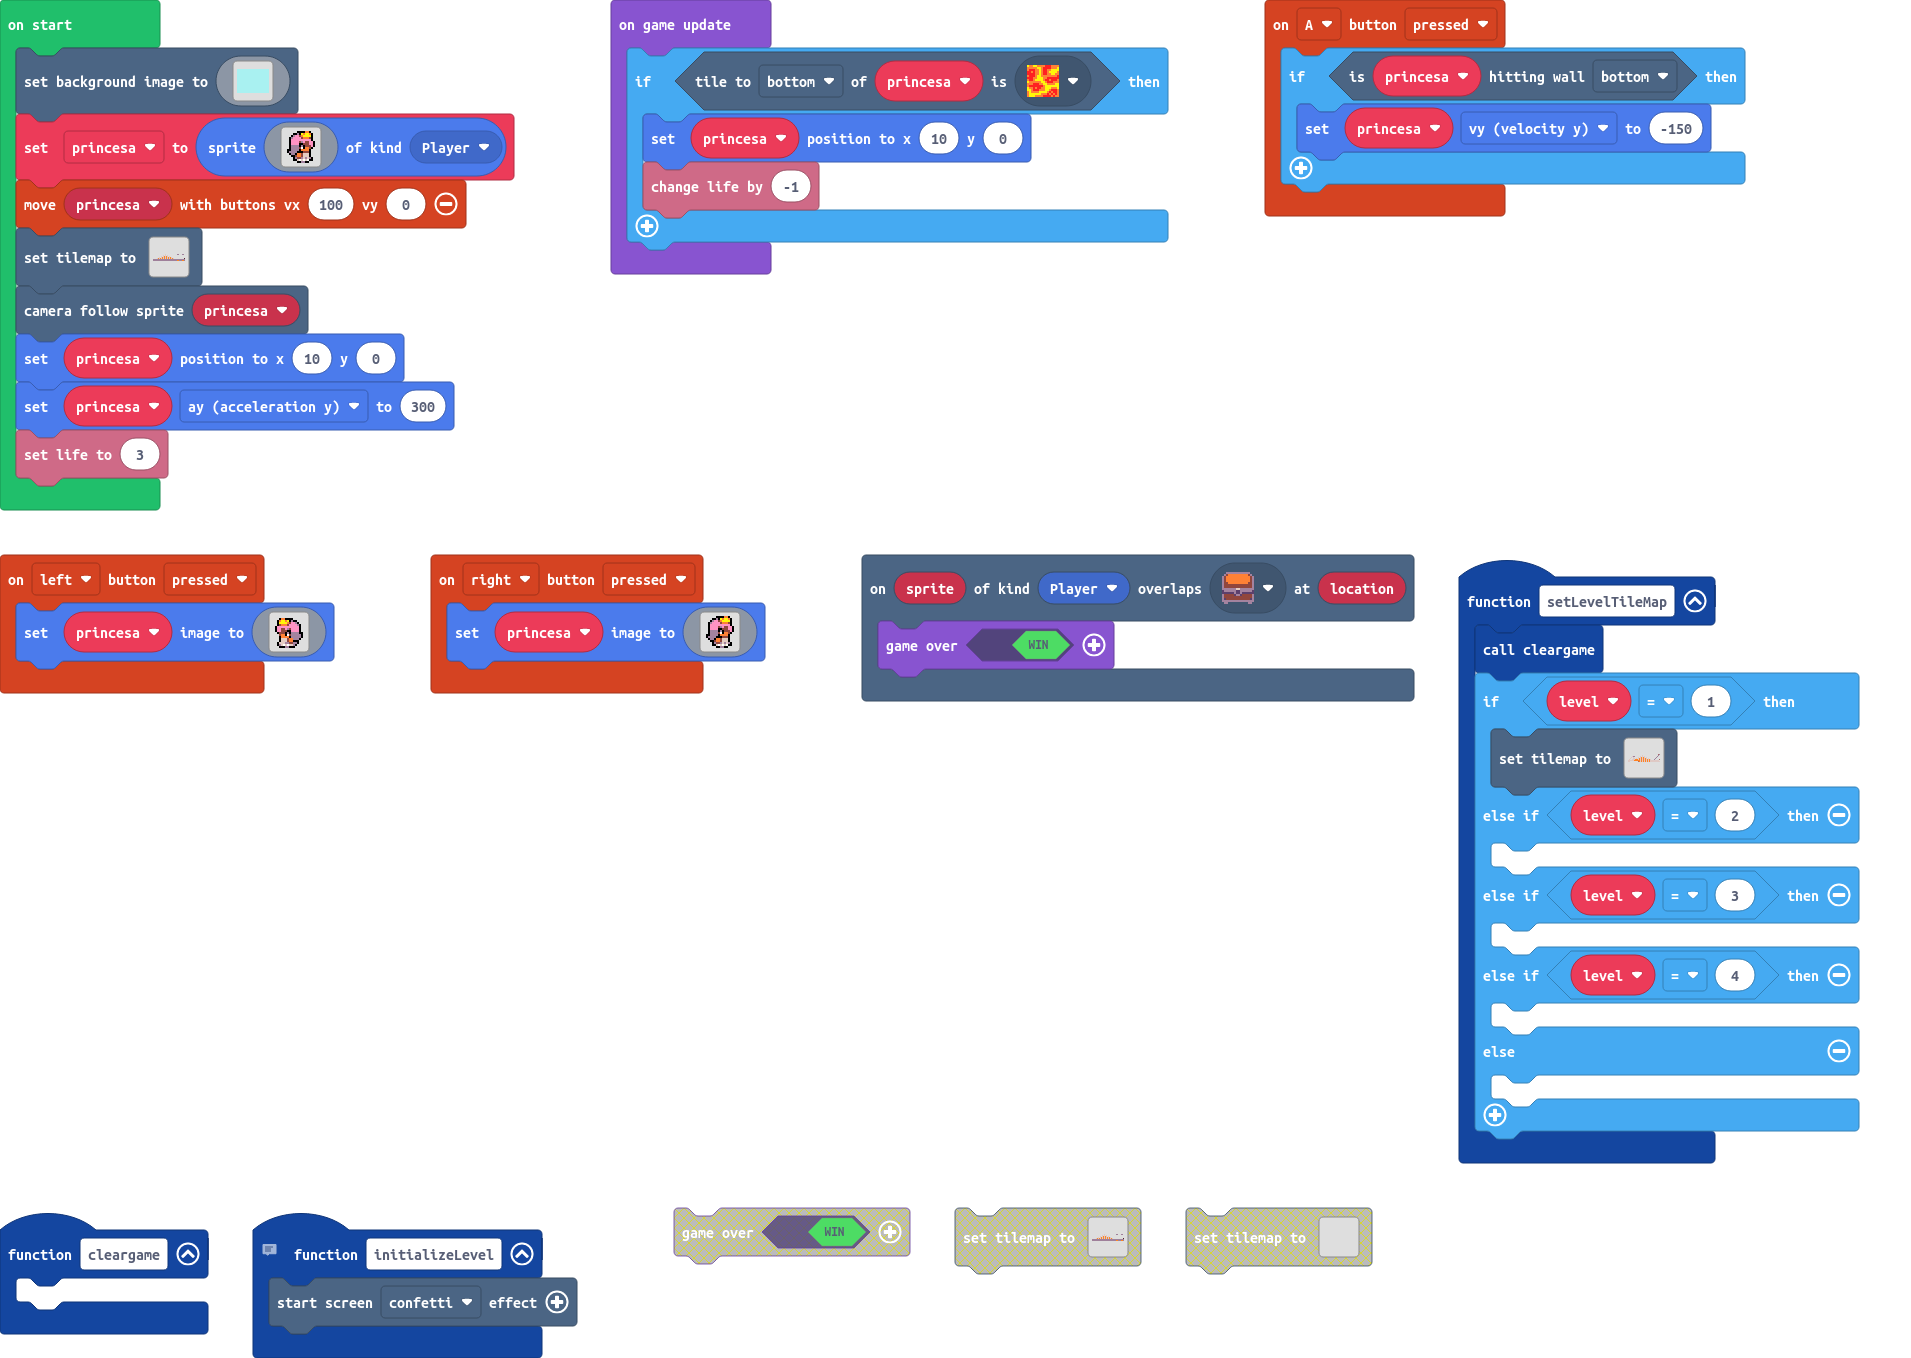 on start
set background image to
set princesa to sprite of kind Player
move princesa with buttons vx 100 vy 0
set tilemap to
camera follow sprite princesa
set princesa position to x 10 y 0
set princesa ay (acceleration y) to 300
set life to 3
on game update
if tile to bottom of princesa is then
set princesa position to x 10 y 0
change life by -1
on A button pressed
if is princesa hitting wall bottom then
set princesa vy (velocity y) to -150
on left button pressed
set princesa image to
on right button pressed
set princesa image to
on sprite of kind Player overlaps at location
game over WIN
function setLevelTileMap
call cleargame
if level = 1 then
set tilemap to
else if level = 2 then
else if level = 3 then
else if level = 4 then
else
function cleargame
function initializeLevel
start screen confetti effect
game over WIN
set tilemap to
set tilemap to